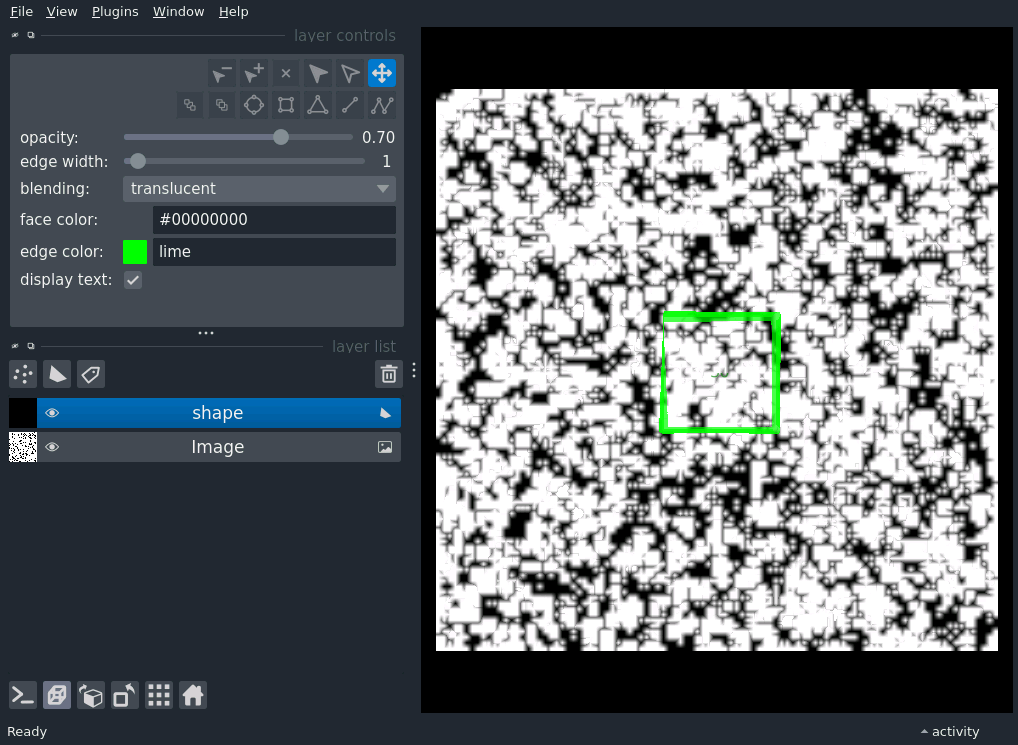 File View Plugins Window Help
layer controls
opacity: 0.70
edge width: 1
blending: translucent
face color: #00000000
edge color: lime
display text:
layer list
shape
Image
Ready
activity